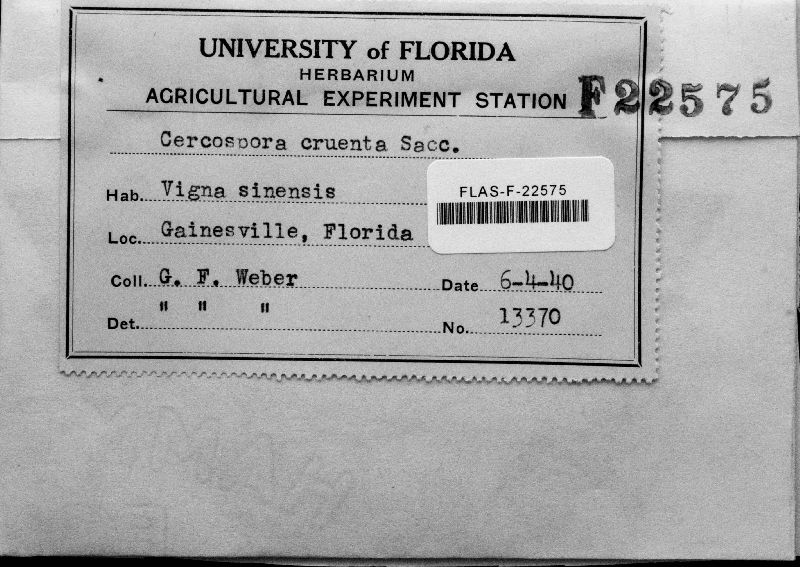 UNIVERSITY of FLORIDA
HERBARIUM
AGRICULTURAL EXPERIMENT STATION F22575
Cercospora cruenta Sacc.
Hab. Vigna sinensis
FLAS-F-22575
Loc. Gainesville, Florida
Coll. G. F. Weber Date 6-4-40
Det. " " " No. 13370